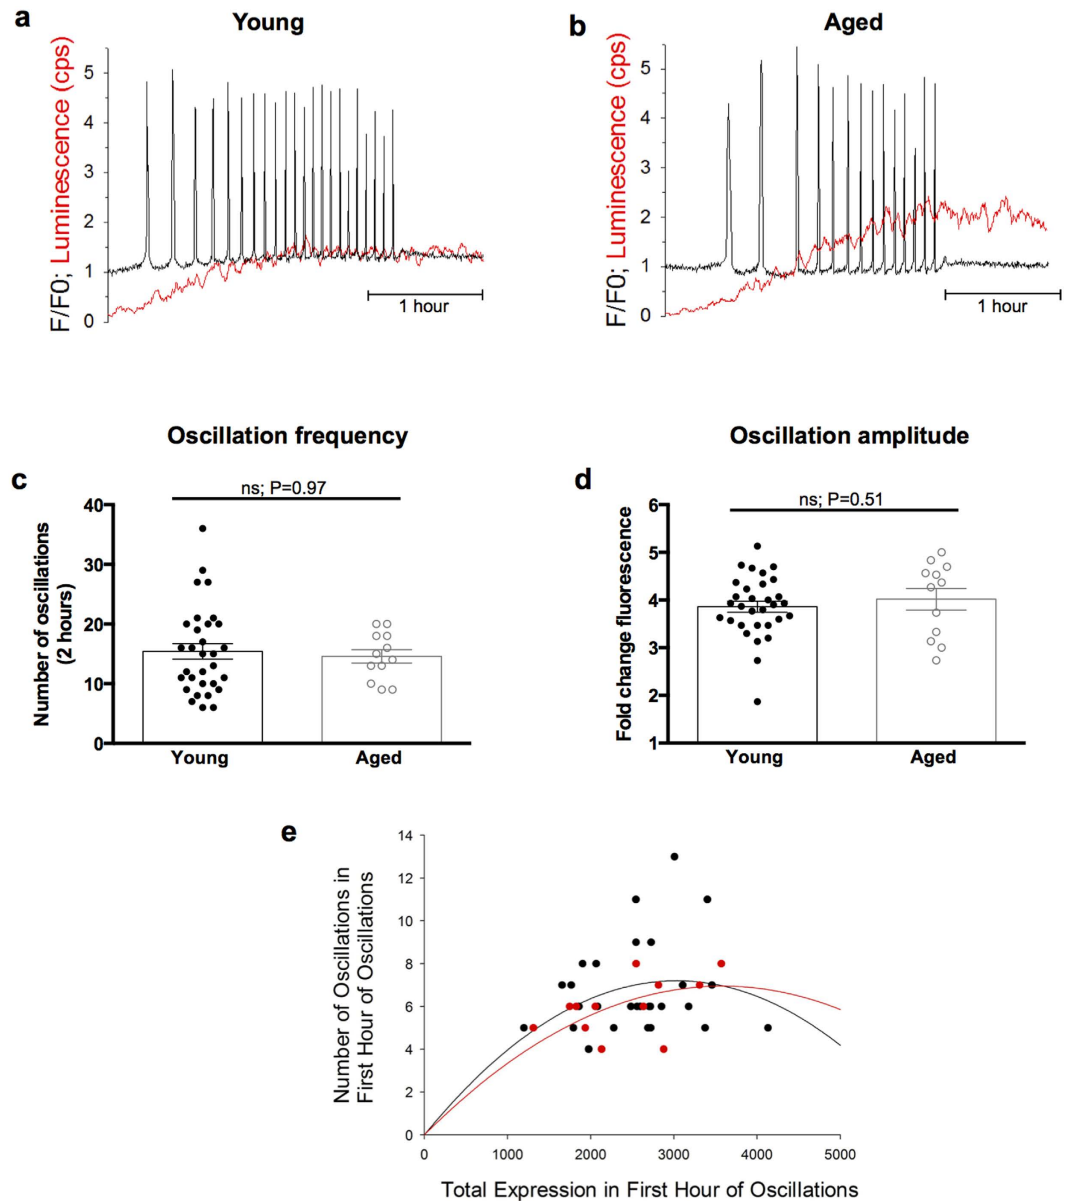 a
Young
F/F0; Luminescence (cps)
5
4
3
2
1
0
1 hour
b
Aged
F/F0; Luminescence (cps)
5
4
3
2
1
0
1 hour
Oscillation frequency
c
ns; P=0.97
Number of oscillations
(2 hours)
40
30
20
10
0
Young
Aged
Oscillation amplitude
d
ns; P=0.51
Fold change fluorescence
6
5
4
3
2
1
Young
Aged
e
Number of Oscillations in
First Hour of Oscillations
14
12
10
8
6
4
2
0
0 1000 2000 3000 4000 5000
Total Expression in First Hour of Oscillations